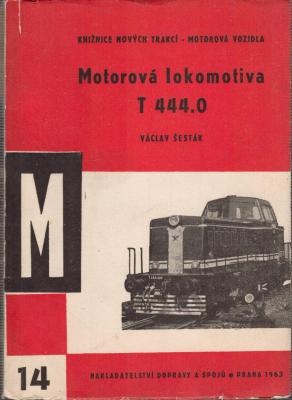 KNIŽNICE NOVÝCH TRAKCÍ - MOTOROVÁ VOZIDLA
Motorová lokomotiva
T 444.0
VÁCLAV ŠESTÁK
M
14
NAKLADATELSTVÍ DOPRAVY A SPOJŮ ● PRAHA 1963